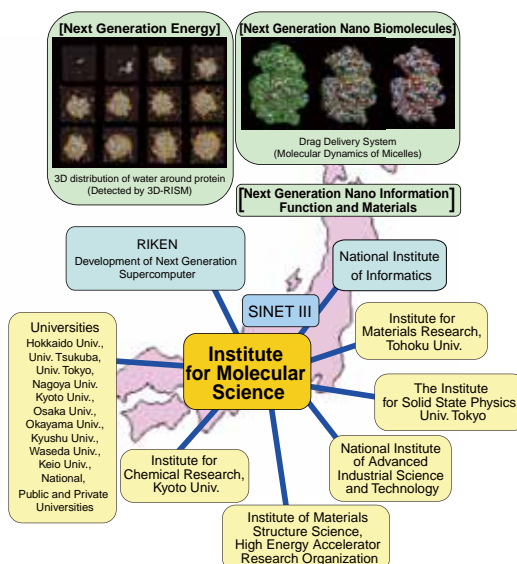 [Next Generation Energy]
3D distribution of water around protein
(Detected by 3D-RISM)
[Next Generation Nano Biomolecules]
Drag Delivery System
(Molecular Dynamics of Micelles)
[Next Generation Nano Information
Function and Materials]
RIKEN
Development of Next Generation
Supercomputer
National Institute
of Informatics
SINET III
Institute
for Molecular
Science
Universities
Hokkaido Univ.,
Univ. Tsukuba,
Univ. Tokyo,
Nagoya Univ.
Kyoto Univ.,
Osaka Univ.,
Okayama Univ.,
Kyushu Univ.,
Waseda Univ.,
Keio Univ.,
National,
Public and Private
Universities
Institute for
Materials Research,
Tohoku Univ.
The Institute
for Solid State Physics
Univ. Tokyo
National Institute
of Advanced
Industrial Science
and Technology
Institute for
Chemical Research,
Kyoto Univ.
Institute of Materials
Structure Science,
High Energy Accelerator
Research Organization